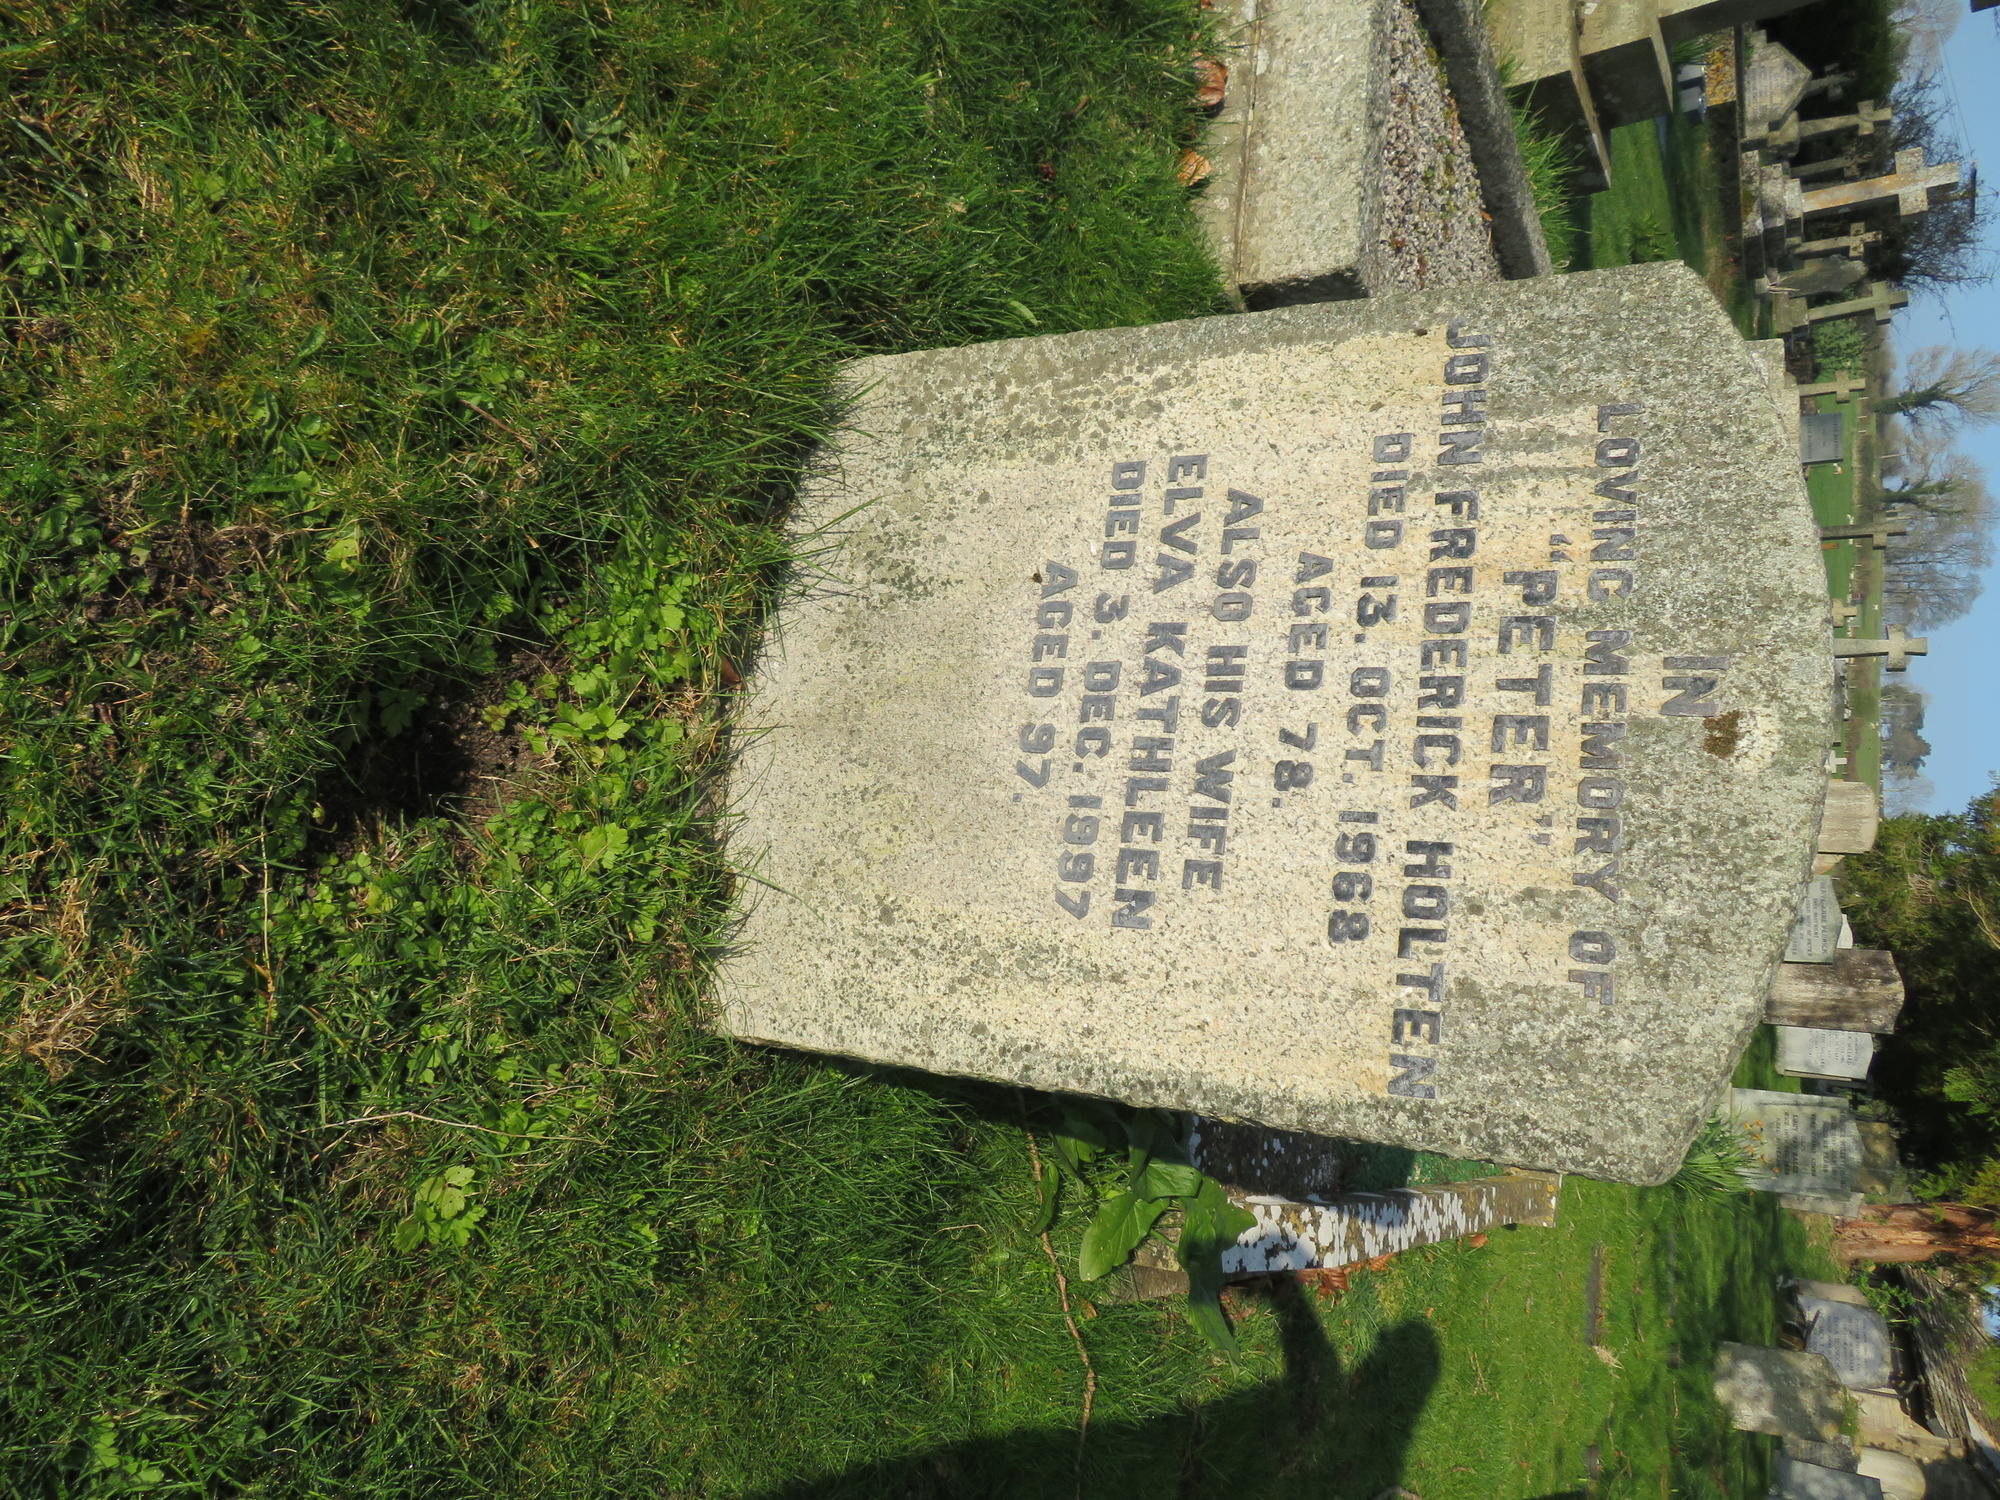 IN
LOVING MEMORY OF
"PETER"
JOHN FREDERICK HOLTEN
DIED 13. OCT. 1968
AGED 78.
ALSO HIS WIFE
ELVA KATHLEEN
DIED 3. DEC. 1997
AGED 97.